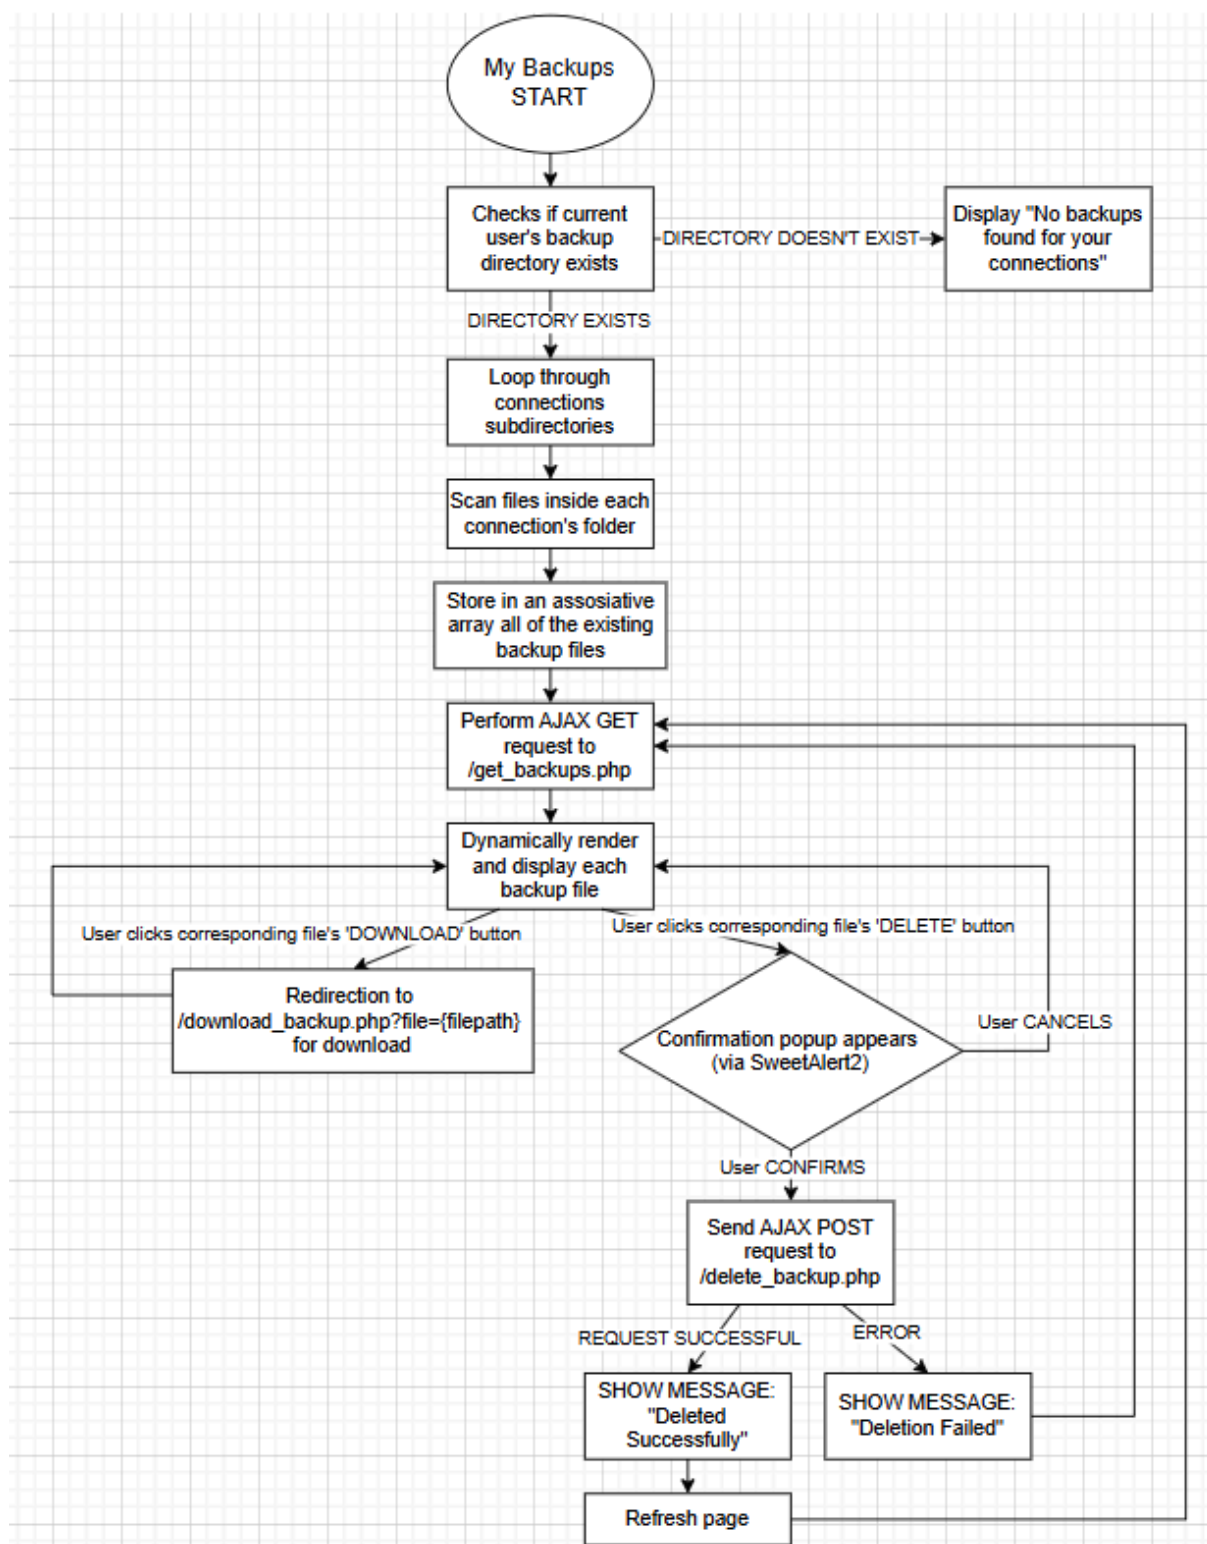 My Backups
START
Checks if current
user's backup
directory exists
DIRECTORY DOESN'T EXIST
Display "No backups
found for your
connections"
DIRECTORY EXISTS
Loop through
connections
subdirectories
Scan files inside each
connection's folder
Store in an assosiative
array all of the existing
backup files
Perform AJAX GET
request to
/get_backups.php
Dynamically render
and display each
backup file
User clicks corresponding file's 'DOWNLOAD' button
User clicks corresponding file's 'DELETE' button
Redirection to
/download_backup.php?file={filepath}
for download
Confirmation popup appears
(via SweetAlert2)
User CANCELS
User CONFIRMS
Send AJAX POST
request to
/delete_backup.php
REQUEST SUCCESSFUL
ERROR
SHOW MESSAGE:
"Deleted
Successfully"
SHOW MESSAGE:
"Deletion Failed"
Refresh page